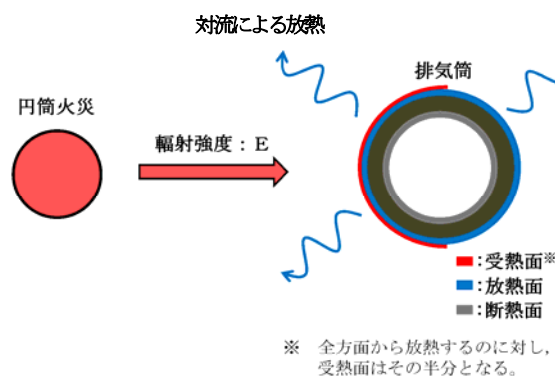 対流による放熱
排気筒
円筒火災
輻射強度：E
：受熱面※
：放熱面
：断熱面
※　全方面から放熱するのに対し，
受熱面はその半分となる。